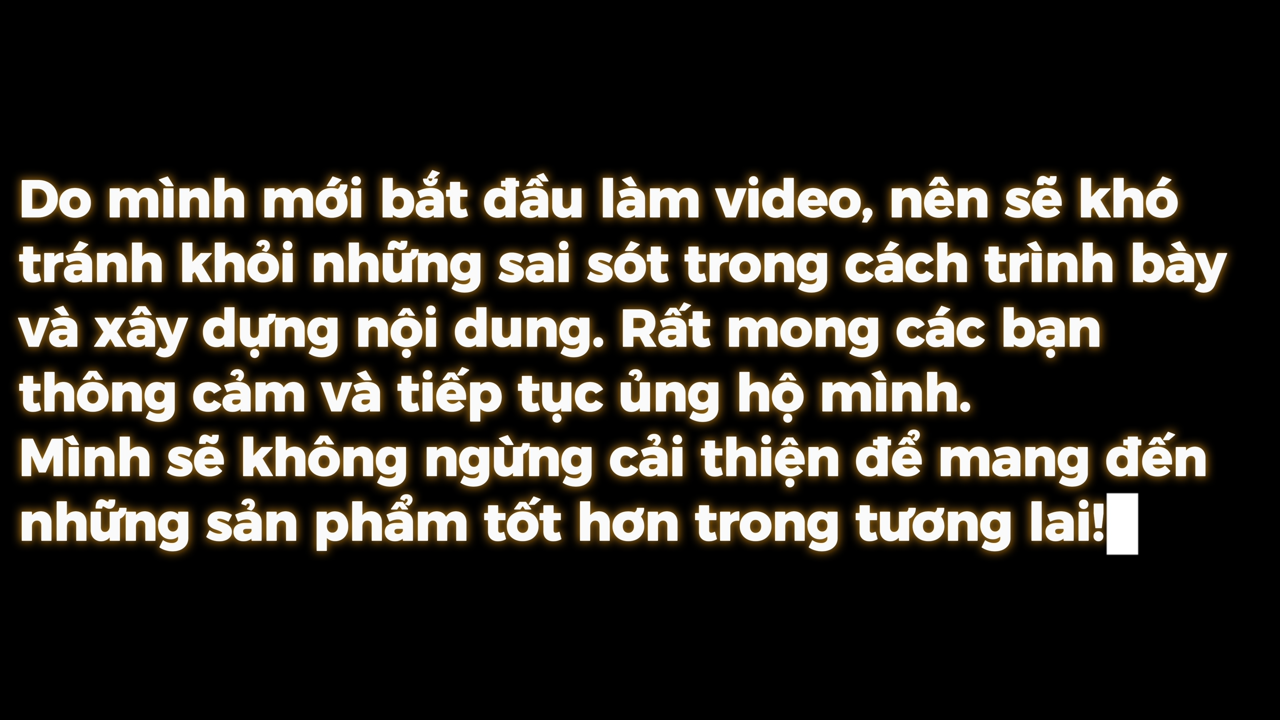 Do mình mới bắt đầu làm video, nên sẽ khó
tránh khỏi những sai sót trong cách trình bày
và xây dựng nội dung. Rất mong các bạn
thông cảm và tiếp tục ủng hộ mình.
Mình sẽ không ngừng cải thiện để mang đến
những sản phẩm tốt hơn trong tương lai!